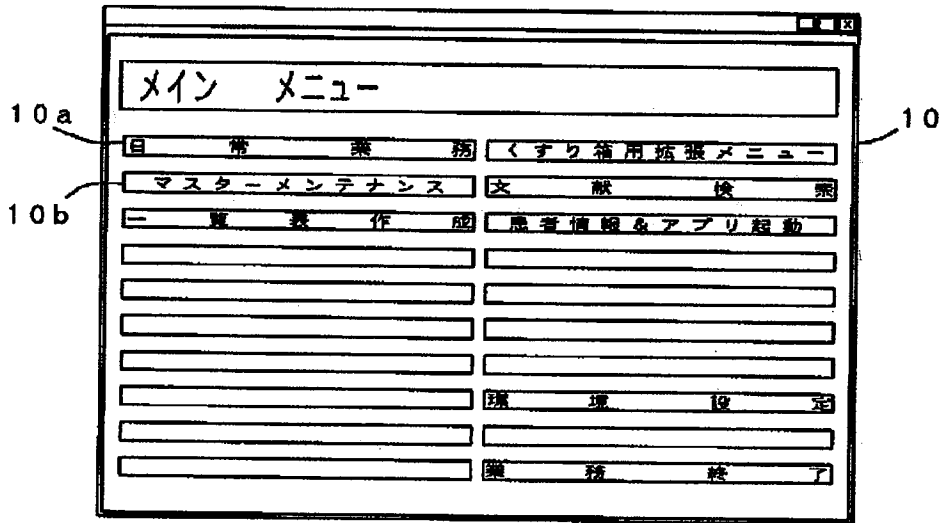 メイン メニュー
10a
10
日常業務
くすり箱用拡張メニュー
マスターメンテナンス
文献検索
10b
一覧表作成
患者情報&アプリ起動
環境設定
業務終了